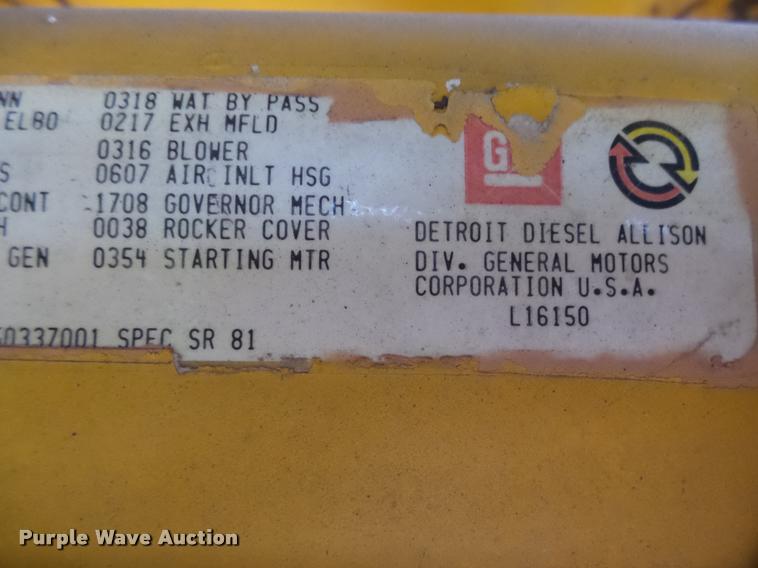 NN 0318 WAT BY PASS
ELBO 0217 EXH MFLD
0316 BLOWER
S 0607 AIR INLT HSG
CONT 1708 GOVERNOR MECH
H 0038 ROCKER COVER
GEN 0354 STARTING MTR
0337001 SPEC SR 81
G
DETROIT DIESEL ALLISON
DIV. GENERAL MOTORS
CORPORATION U.S.A.
L16150
Purple Wave Auction